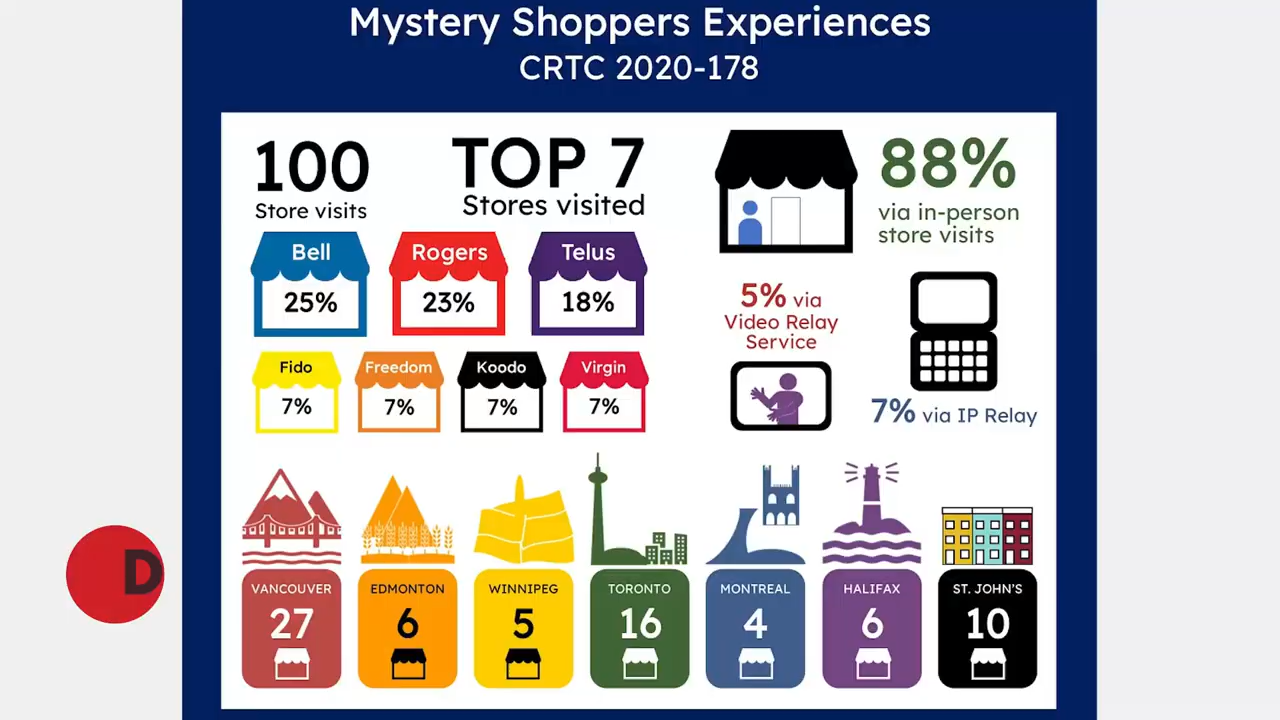 Mystery Shoppers Experiences
CRTC 2020-178
100
Store visits
TOP 7
Stores visited
Bell
25%
Rogers
23%
Telus
18%
Fido
7%
Freedom
7%
Koodo
7%
Virgin
7%
88%
via in-person
store visits
5% via
Video Relay
Service
7% via IP Relay
VANCOUVER
27
EDMONTON
6
WINNIPEG
5
TORONTO
16
MONTREAL
4
HALIFAX
6
ST. JOHN'S
10
D